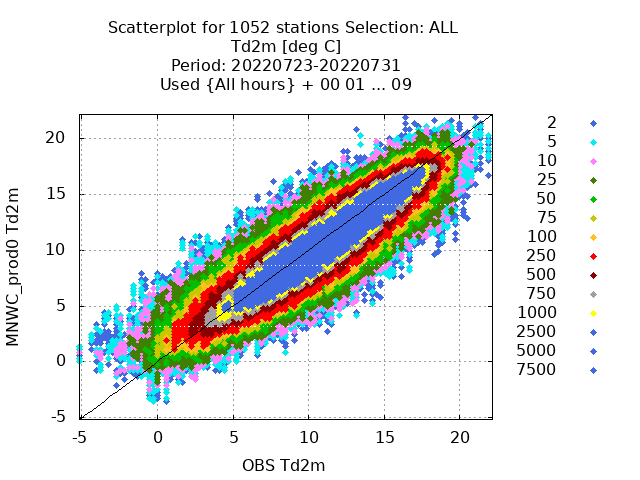 Scatterplot for 1052 stations Selection: ALL
Td2m [deg C]
Period: 20220723-20220731
Used {All hours} + 00 01 ... 09
MNWC_prod0 Td2m
20
15
10
5
0
-5
-5 0 5 10 15 20
OBS Td2m
2
5
10
25
50
75
100
250
500
750
1000
2500
5000
7500